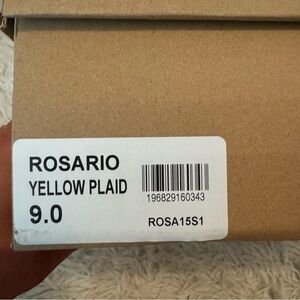 ROSARIO
YELLOW PLAID
9.0
196829160343
ROSA15S1